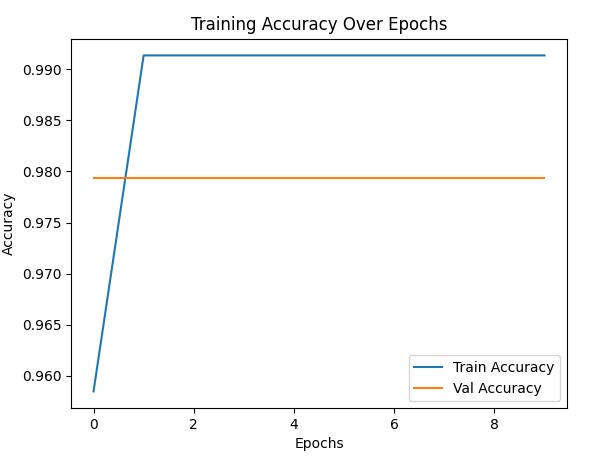 Training Accuracy Over Epochs
0.990
0.985
0.980
0.975
0.970
0.965
0.960
Accuracy
0 2 4 6 8
Epochs
Train Accuracy
Val Accuracy